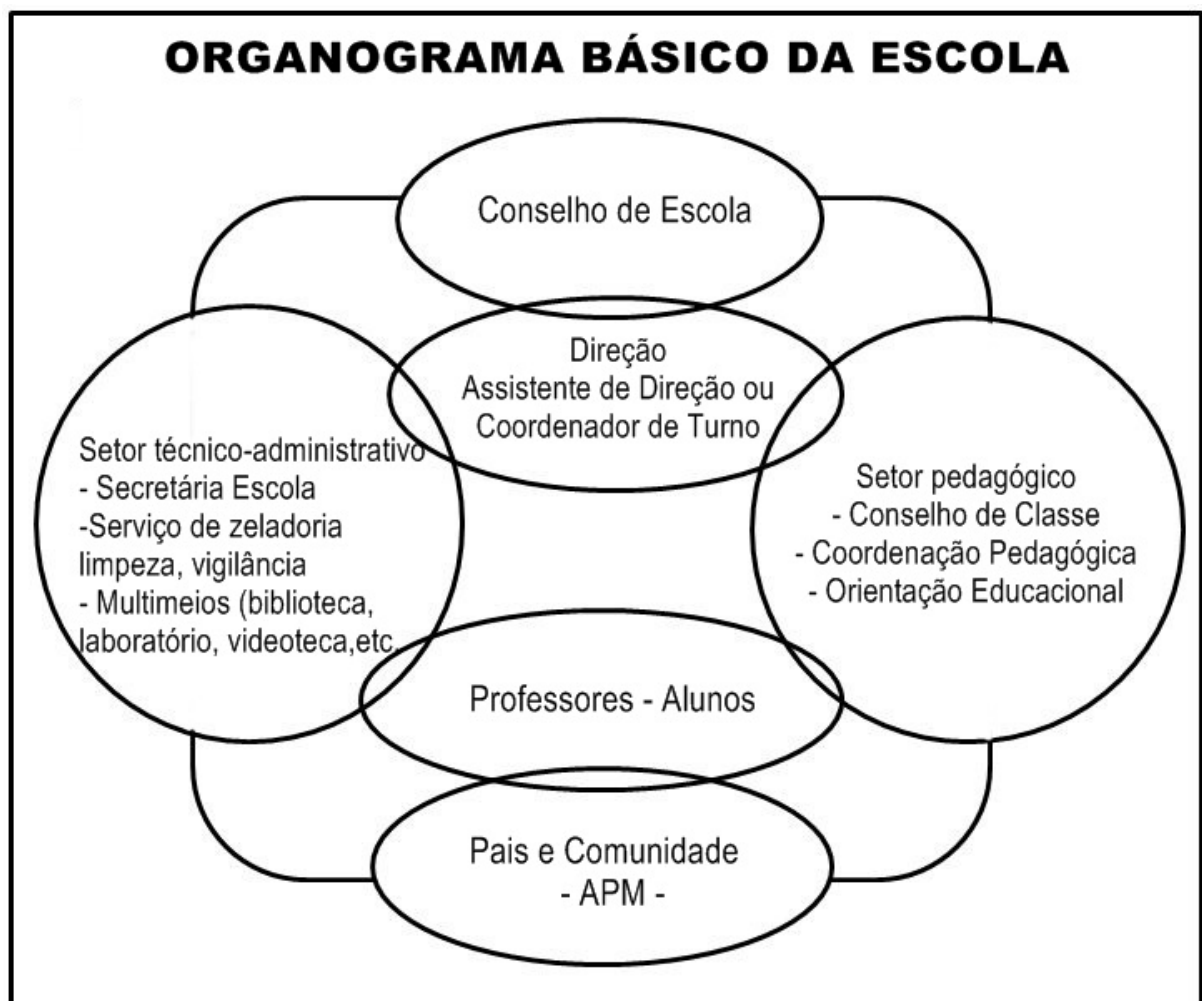 ORGANOGRAMA BÁSICO DA ESCOLA
Conselho de Escola
Direção
Assistente de Direção ou
Coordenador de Turno
Setor técnico-administrativo
- Secretária Escola
-Serviço de zeladoria
limpeza, vigilância
- Multimeios (biblioteca,
laboratório, videoteca,etc.
Setor pedagógico
- Conselho de Classe
- Coordenação Pedagógica
- Orientação Educacional
Professores - Alunos
Pais e Comunidade
- APM -